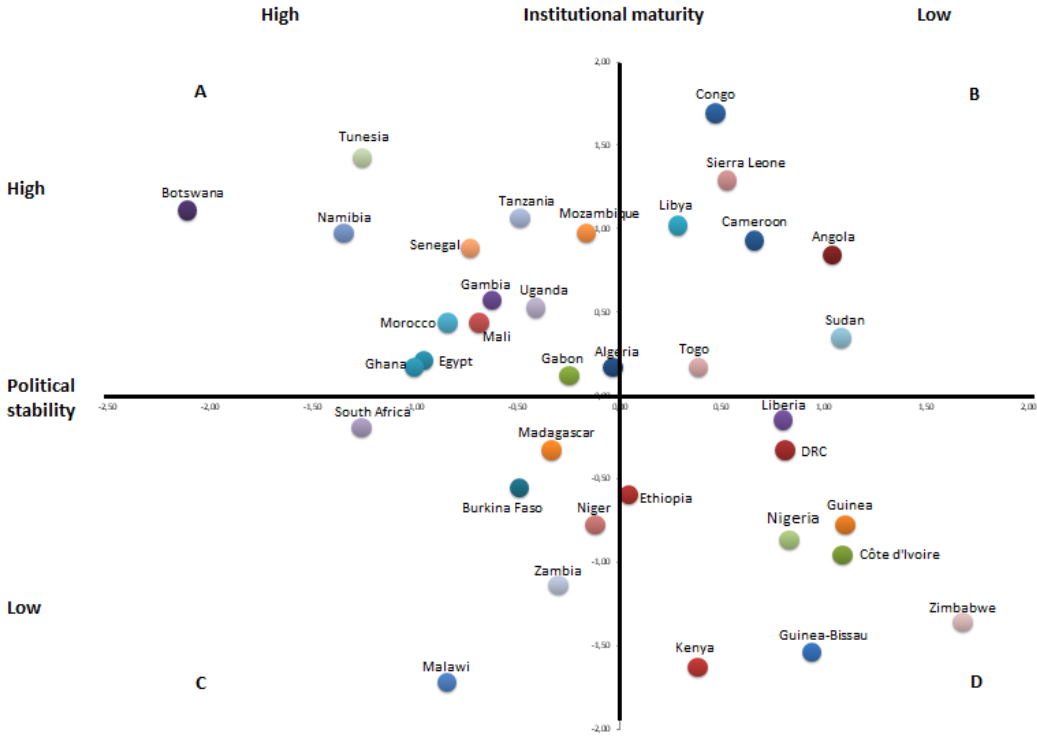 High Institutional maturity Low
2,00
A
B
Congo
1,50
Tunesia
Sierra Leone
High
Botswana
Tanzania
Libya
Namibia
Mozambique
1,00
Cameroon
Senegal
Angola
Gambia
Uganda
0,50
Morocco
Mali
Sudan
Ghana
Egypt
Gabon
Algeria
Togo
Political
stability
0,00
-2,50 -2,00 -1,50 -1,00 -0,50 0,00 0,50 1,00 1,50 2,00
South Africa
Liberia
Madagascar
DRC
-0,50
Burkina Faso
Niger
Ethiopia
Nigeria
Guinea
-1,00
Côte d'Ivoire
Zambia
Low
Zimbabwe
-1,50
Guinea-Bissau
Kenya
Malawi
C
D
-2,00